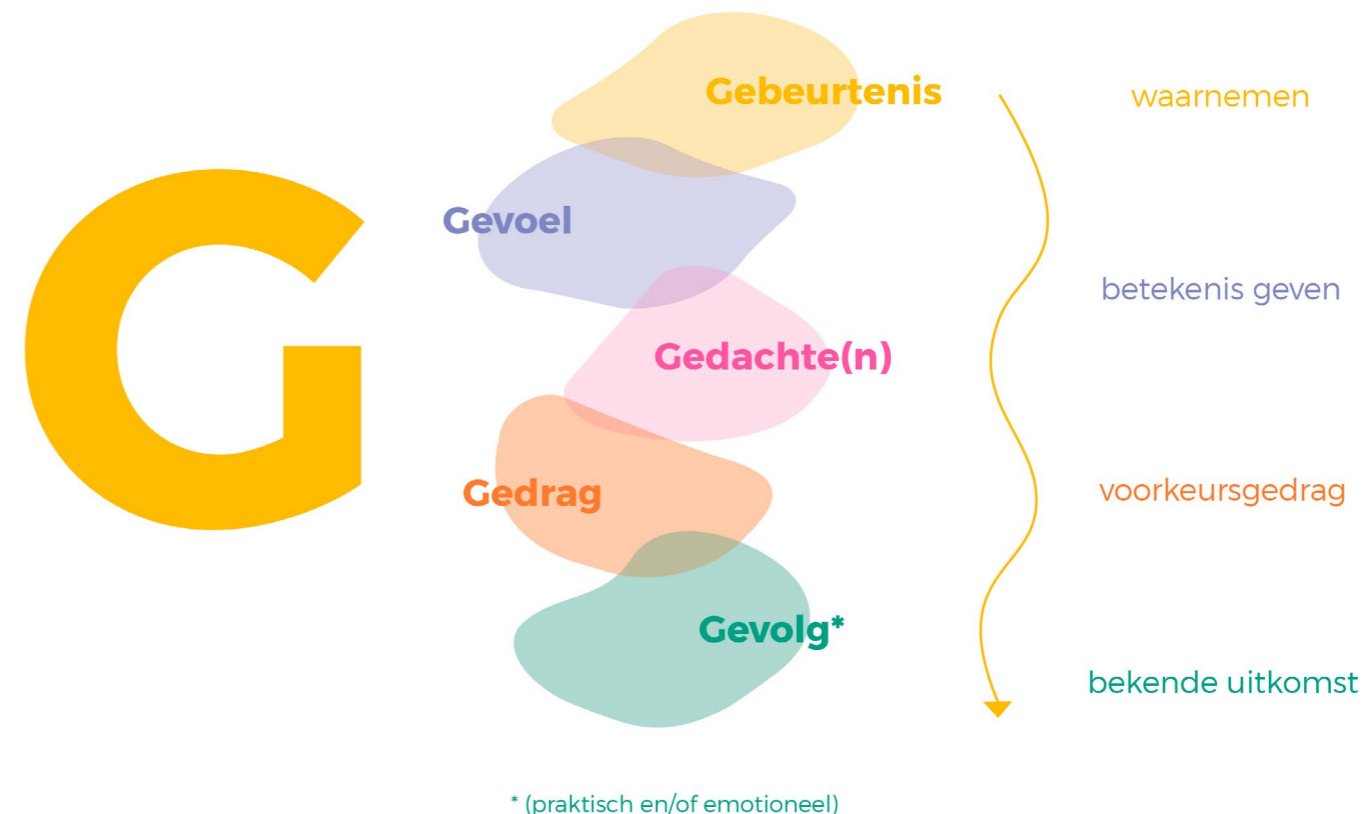 G
Gebeurtenis
waarnemen
Gevoel
betekenis geven
Gedachte(n)
Gedrag
voorkeursgedrag
Gevolg*
bekende uitkomst
* (praktisch en/of emotioneel)